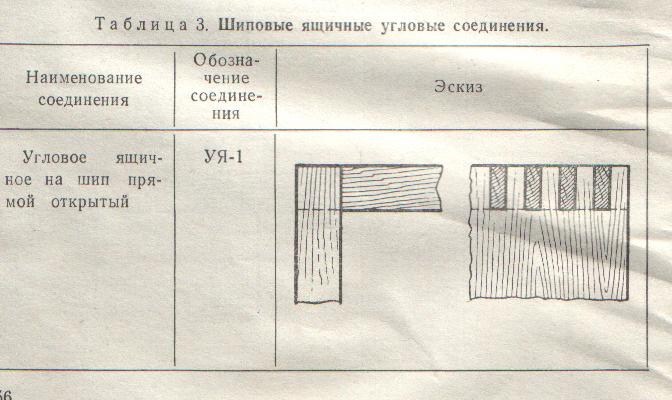 Таблица 3. Шиповые ящичные угловые соединения.
Наименование
соединения
Обозна-
чение
соедине-
ния
Эскиз
Угловое ящич-
ное на шип пря-
мой открытый
УЯ-1